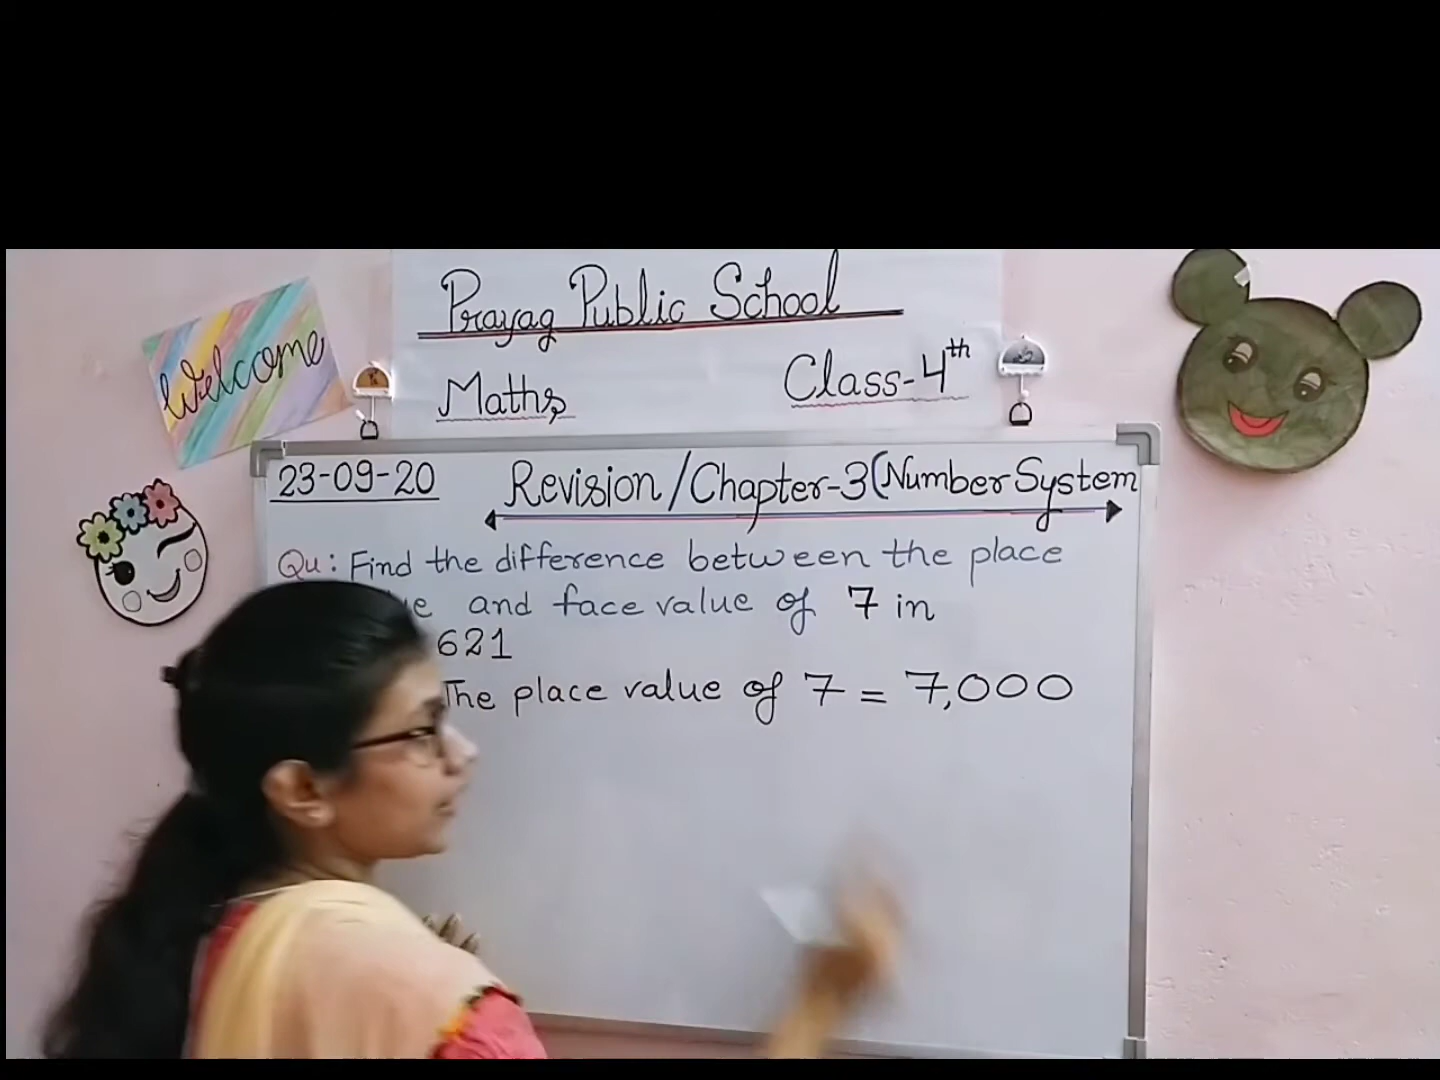 Prayag Public School
Welcome
Maths
Class-4th
23-09-20 Revision/Chapter-3(Number System
Qu: Find the difference between the place
and face value of 7 in
621
The place value of 7 = 7,000